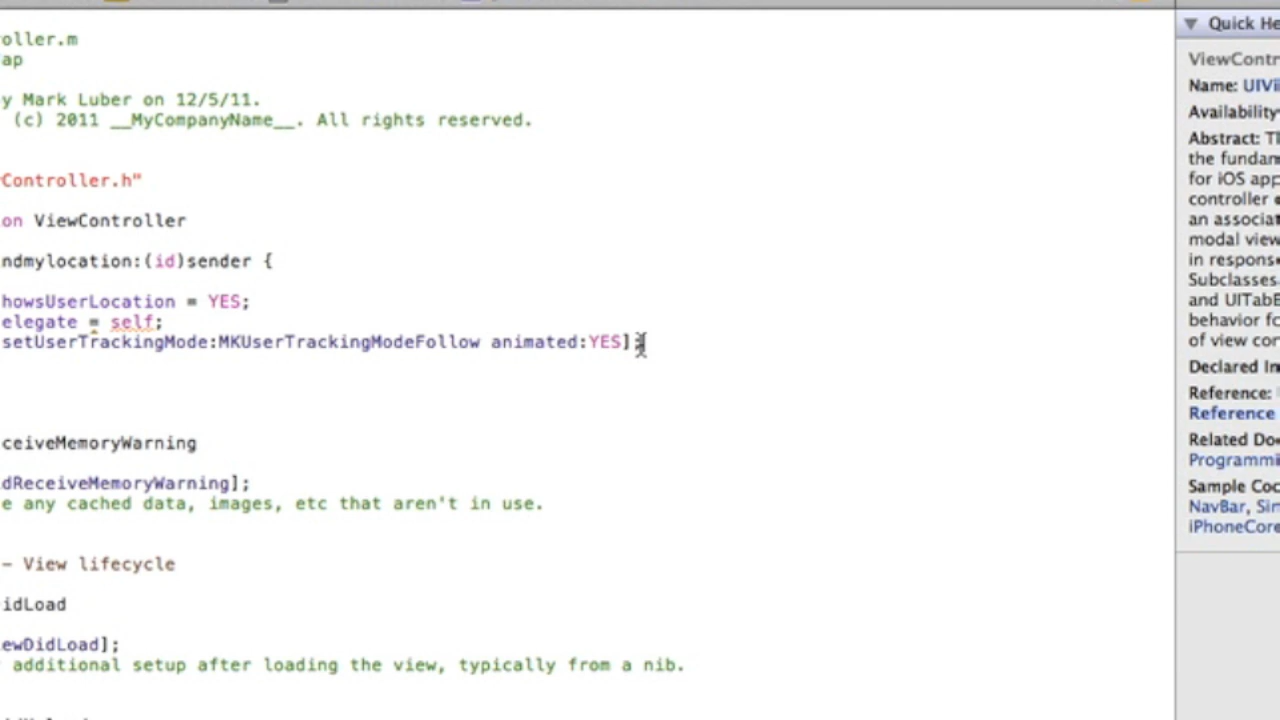 oller.m
ap
y Mark Luber on 12/5/11.
(c) 2011 __MyCompanyName__. All rights reserved.
Controller.h"
on ViewController
ndmylocation:(id)sender {
howsUserLocation = YES;
elegate = self;
setUserTrackingMode:MKUserTrackingModeFollow animated:YES];
ceiveMemoryWarning
dReceiveMemoryWarning];
e any cached data, images, etc that aren't in use.
- View lifecycle
idLoad
ewDidLoad];
additional setup after loading the view, typically from a nib.
Quick He
ViewContr
Name: UIVi
Availability
Abstract: Th
the fundam
for iOS app
controller
an associat
modal view
in respons
Subclasses
and UITabB
behavior fo
of view con
Declared In
Reference:
Reference
Related Do
Programmi
Sample Cod
NavBar, Sim
iPhoneCore